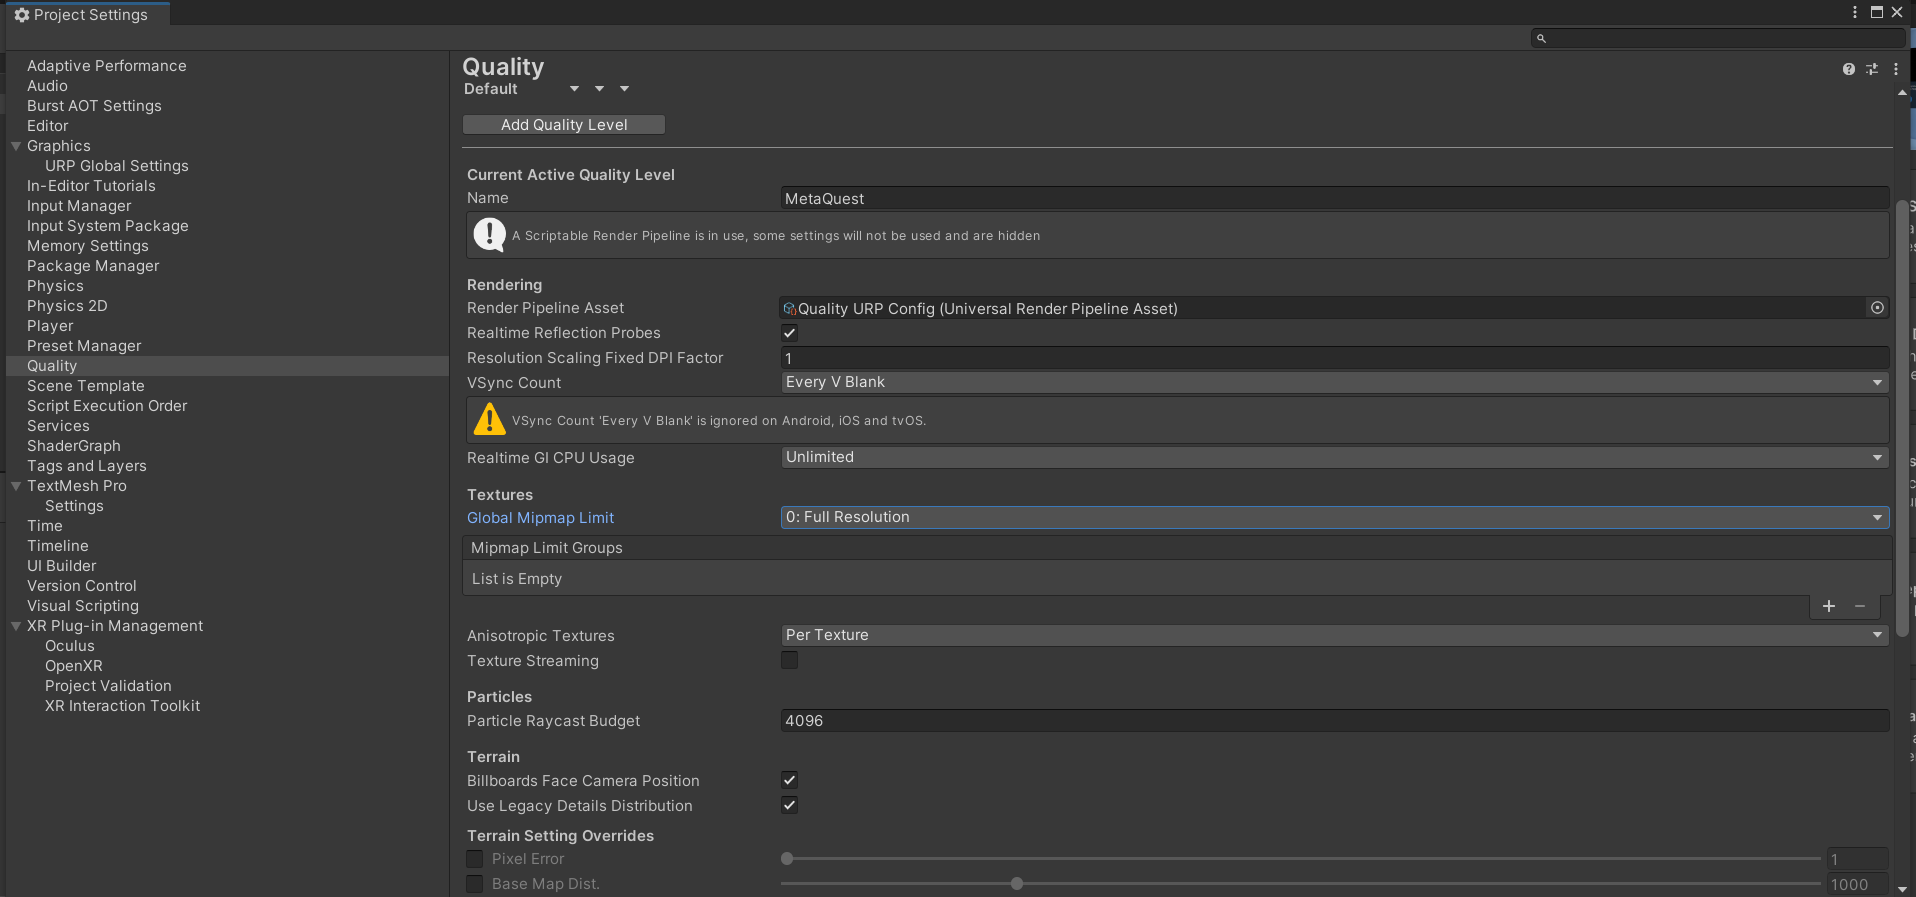 Project Settings
Adaptive Performance
Audio
Burst AOT Settings
Editor
Graphics
URP Global Settings
In-Editor Tutorials
Input Manager
Input System Package
Memory Settings
Package Manager
Physics
Physics 2D
Player
Preset Manager
Quality
Scene Template
Script Execution Order
Services
ShaderGraph
Tags and Layers
TextMesh Pro
Settings
Time
Timeline
UI Builder
Version Control
Visual Scripting
XR Plug-in Management
Oculus
OpenXR
Project Validation
XR Interaction Toolkit
Quality
Default
Add Quality Level
Current Active Quality Level
Name MetaQuest
A Scriptable Render Pipeline is in use, some settings will not be used and are hidden
Rendering
Render Pipeline Asset Quality URP Config (Universal Render Pipeline Asset)
Realtime Reflection Probes
Resolution Scaling Fixed DPI Factor 1
VSync Count Every V Blank
VSync Count 'Every V Blank' is ignored on Android, iOS and tvOS.
Realtime GI CPU Usage Unlimited
Textures
Global Mipmap Limit 0: Full Resolution
Mipmap Limit Groups
List is Empty
Anisotropic Textures Per Texture
Texture Streaming
Particles
Particle Raycast Budget 4096
Terrain
Billboards Face Camera Position
Use Legacy Details Distribution
Terrain Setting Overrides
Pixel Error 1
Base Map Dist. 1000